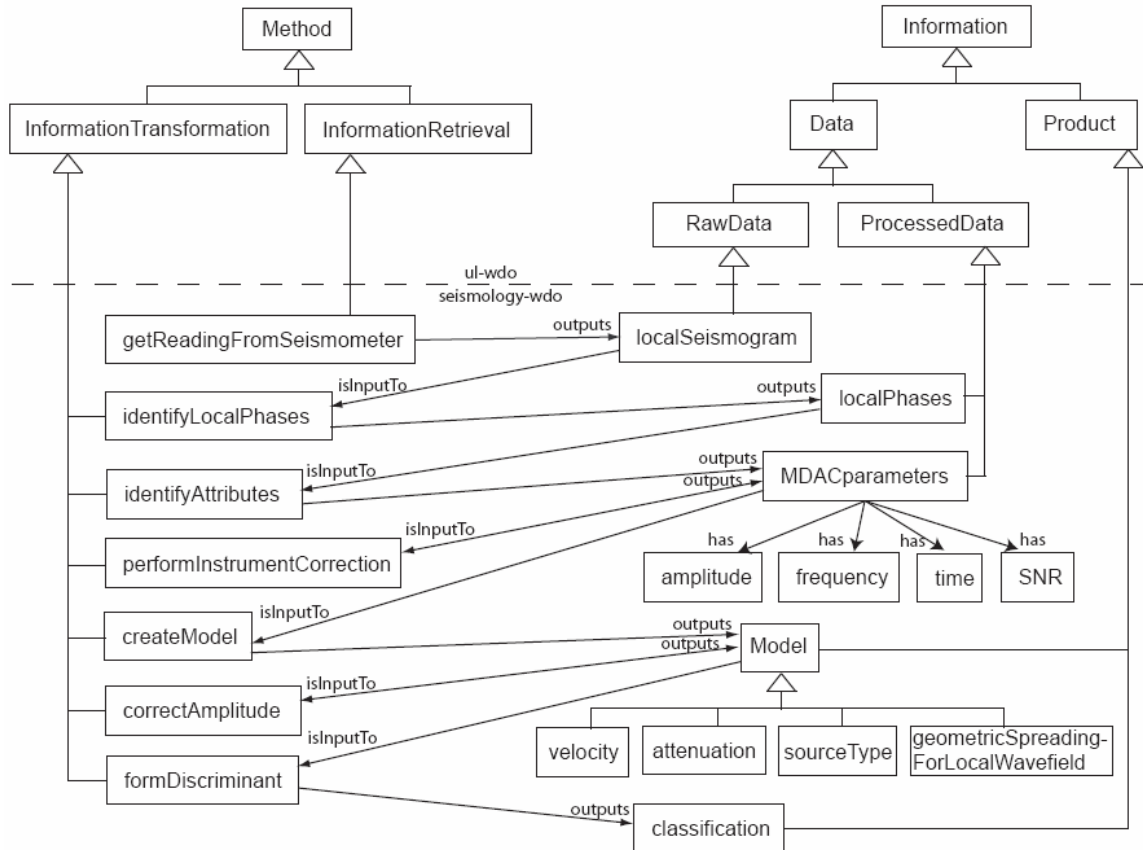 Method
Information
InformationTransformation
InformationRetrieval
Data
Product
RawData
ProcessedData
ul-wdo
seismology-wdo
getReadingFromSeismometer
outputs
localSeismogram
isInputTo
outputs
identifyLocalPhases
localPhases
isInputTo
outputs
identifyAttributes
outputs
MDACparameters
isInputTo
performInstrumentCorrection
has
has
has
has
amplitude
frequency
time
SNR
isInputTo
createModel
outputs
outputs
Model
isInputTo
correctAmplitude
isInputTo
velocity
attenuation
sourceType
geometricSpreading-
ForLocalWavefield
formDiscriminant
outputs
classification